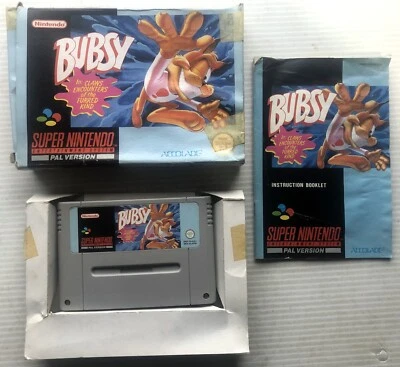 Nintendo
BUBSY
in: CLAWS
ENCOUNTERS
of the
FURRED
KIND
SUPER NINTENDO
ENTERTAINMENT SYSTEM
PAL VERSION
ACCOLADE
BUBSY
in: CLAWS
ENCOUNTERS
of the
FURRED
KIND
INSTRUCTION BOOKLET
SUPER NINTENDO
ENTERTAINMENT SYSTEM
PAL VERSION
ACCOLADE
Nintendo
BUBSY
SUPER NINTENDO
ENTERTAINMENT SYSTEM
PAL VERSION